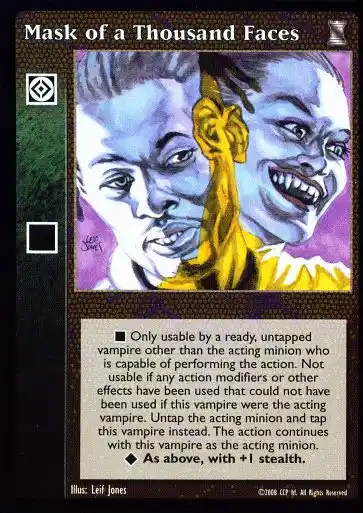 Mask of a Thousand Faces
LEIF
JONES
■ Only usable by a ready, untapped
vampire other than the acting minion who
is capable of performing the action. Not
usable if any action modifiers or other
effects have been used that could not have
been used if this vampire were the acting
vampire. Untap the acting minion and tap
this vampire instead. The action continues
with this vampire as the acting minion.
◆ As above, with +1 stealth.
Illus: Leif Jones ©2008 CCP hf. All Rights Reserved